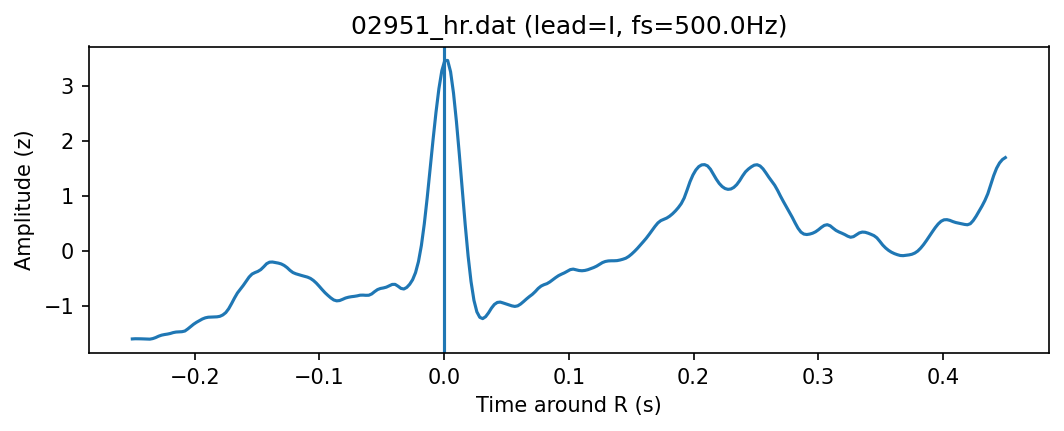 02951_hr.dat (lead=I, fs=500.0Hz)
Amplitude (z)
3
2
1
0
−1
−0.2 −0.1 0.0 0.1 0.2 0.3 0.4
Time around R (s)